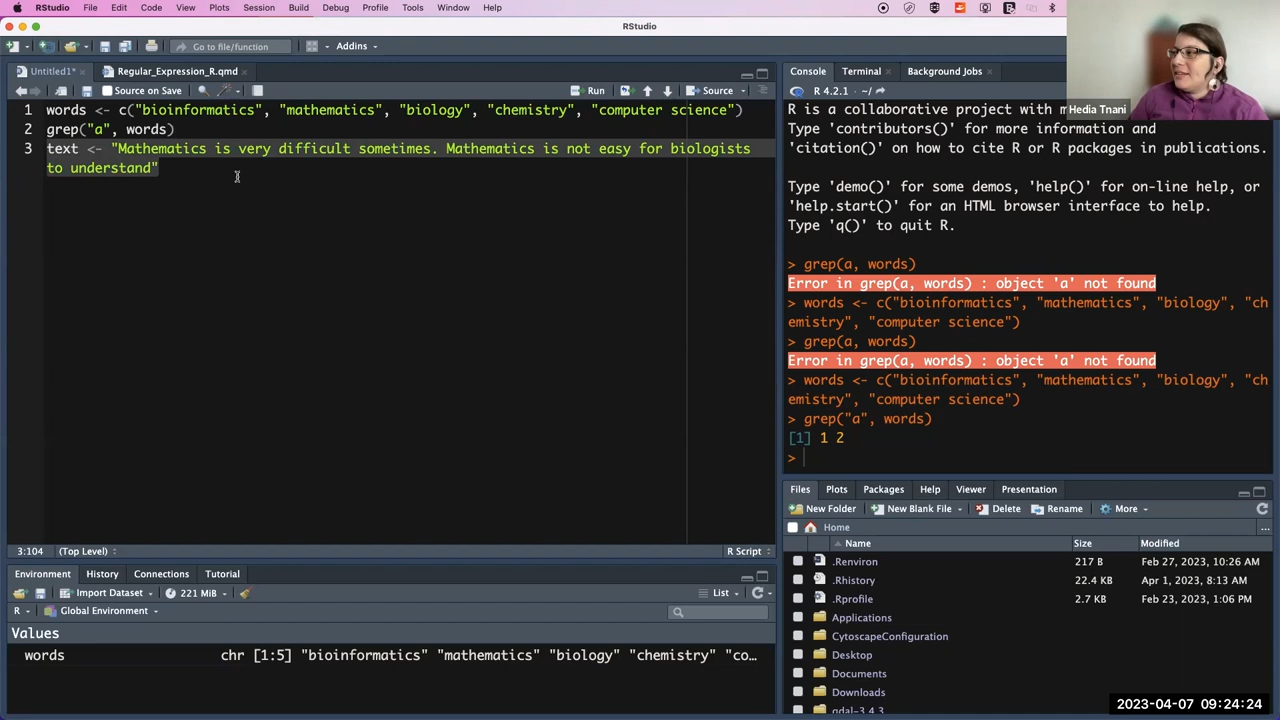 RStudio File Edit Code View Plots Session Build Debug Profile Tools Window Help
RStudio
Go to file/function Addins
Untitled1* Regular_Expression_R.qmd
Source on Save Run Source
1 words <- c("bioinformatics", "mathematics", "biology", "chemistry", "computer science")
2 grep("a", words)
3 text <- "Mathematics is very difficult sometimes. Mathematics is not easy for biologists
to understand"
3:104 (Top Level) R Script
Environment History Connections Tutorial
Import Dataset 221 MiB List
R Global Environment
Values
words chr [1:5] "bioinformatics" "mathematics" "biology" "chemistry" "co…
Console Terminal Background Jobs
R 4.2.1 · ~/
R is a collaborative project with m
Type 'contributors()' for more information and
'citation()' on how to cite R or R packages in publications.
Type 'demo()' for some demos, 'help()' for on-line help, or
'help.start()' for an HTML browser interface to help.
Type 'q()' to quit R.
> grep(a, words)
Error in grep(a, words) : object 'a' not found
> words <- c("bioinformatics", "mathematics", "biology", "ch
emistry", "computer science")
> grep(a, words)
Error in grep(a, words) : object 'a' not found
> words <- c("bioinformatics", "mathematics", "biology", "ch
emistry", "computer science")
> grep("a", words)
[1] 1 2
>
Files Plots Packages Help Viewer Presentation
New Folder New Blank File Delete Rename More
Home
Name Size Modified
.Renviron 217 B Feb 27, 2023, 10:26 AM
.Rhistory 22.4 KB Apr 1, 2023, 8:13 AM
.Rprofile 2.7 KB Feb 23, 2023, 1:06 PM
Applications
CytoscapeConfiguration
Desktop
Documents
Downloads
gdal-3.4.3
Hedia Tnani
2023-04-07 09:24:24